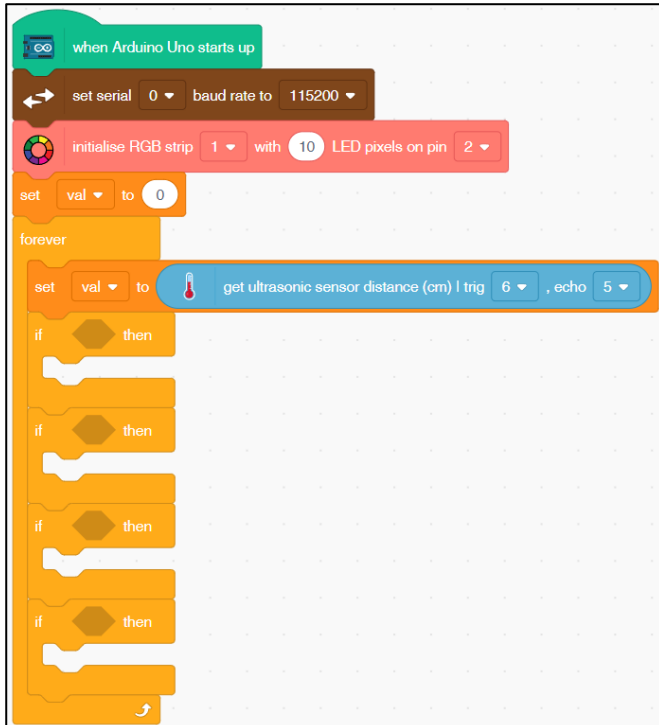 when Arduino Uno starts up
set serial 0 baud rate to 115200
initialise RGB strip 1 with 10 LED pixels on pin 2
set val to 0
forever
set val to get ultrasonic sensor distance (cm) | trig 6 , echo 5
if then
if then
if then
if then